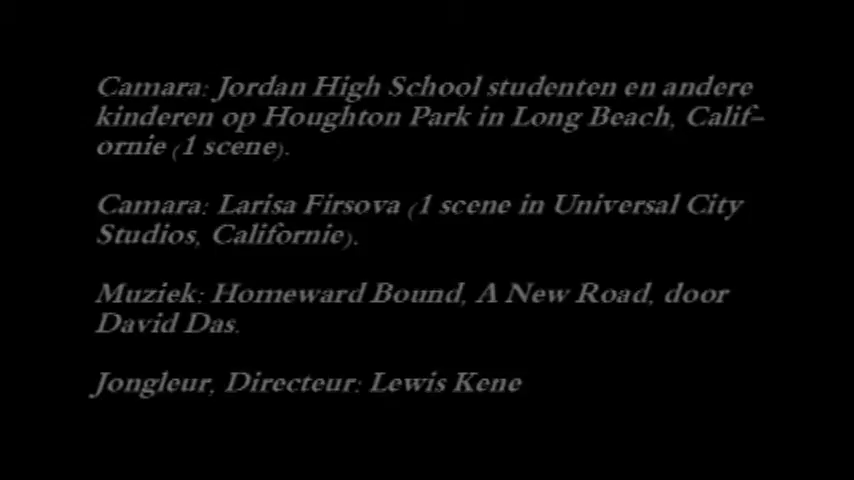 Camara: Jordan High School studenten en andere
kinderen op Houghton Park in Long Beach, Calif-
ornie (1 scene).
Camara: Larisa Firsova (1 scene in Universal City
Studios, Californie).
Muziek: Homeward Bound, A New Road, door
David Das.
Jongleur, Directeur: Lewis Kene